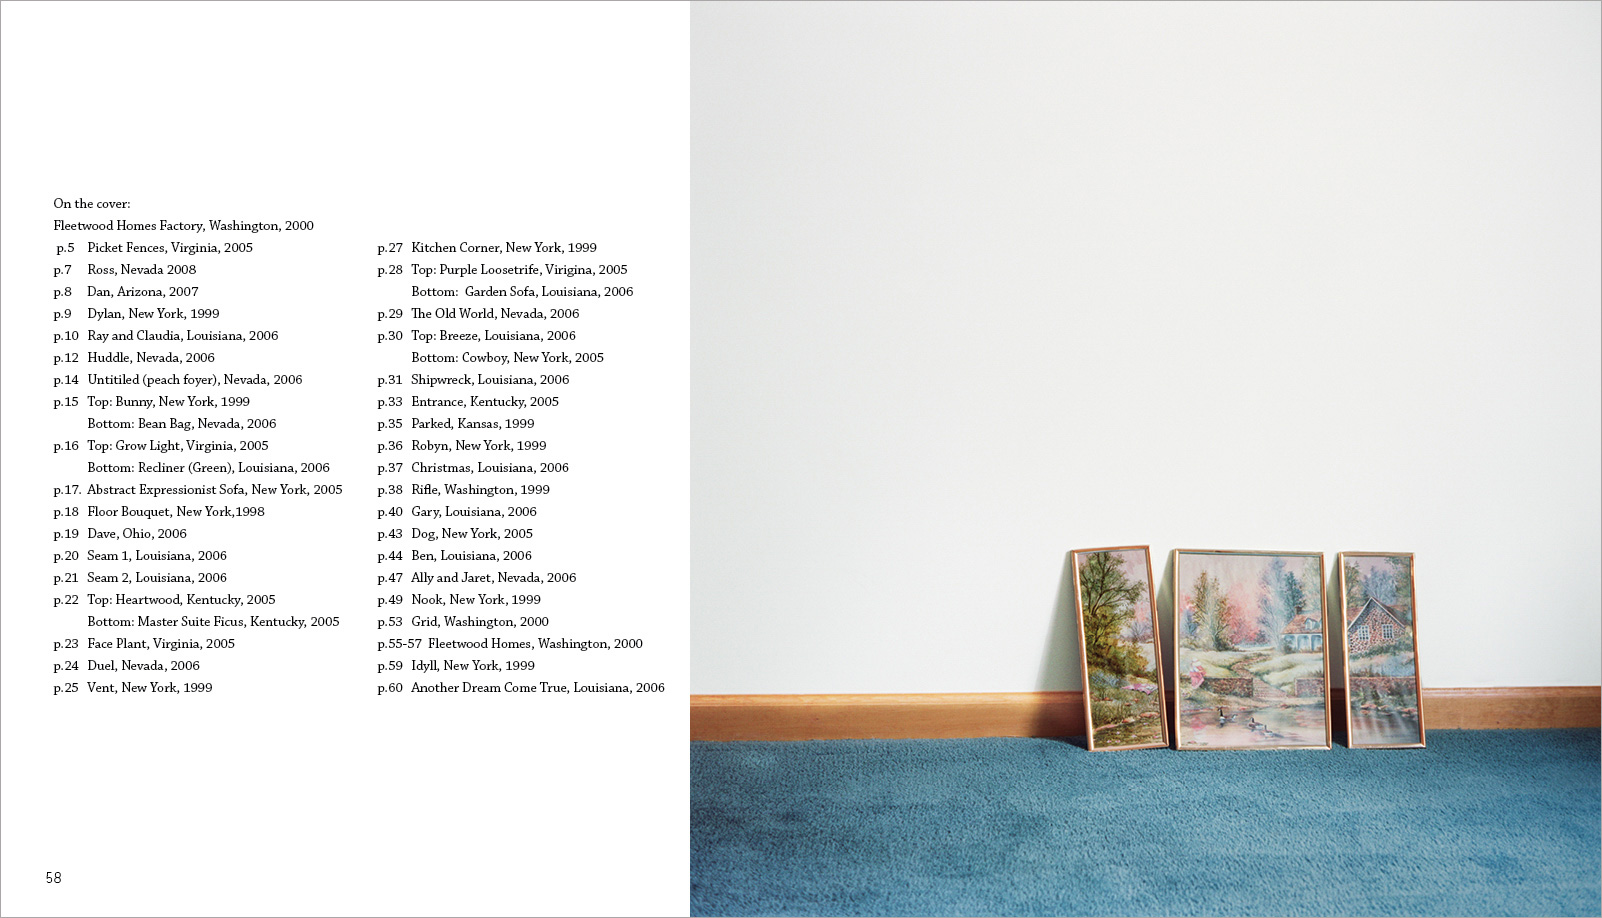 On the cover:
Fleetwood Homes Factory, Washington, 2000
p.5 Picket Fences, Virginia, 2005
p.7 Ross, Nevada 2008
p.8 Dan, Arizona, 2007
p.9 Dylan, New York, 1999
p.10 Ray and Claudia, Louisiana, 2006
p.12 Huddle, Nevada, 2006
p.14 Untitiled (peach foyer), Nevada, 2006
p.15 Top: Bunny, New York, 1999
Bottom: Bean Bag, Nevada, 2006
p.16 Top: Grow Light, Virginia, 2005
Bottom: Recliner (Green), Louisiana, 2006
p.17. Abstract Expressionist Sofa, New York, 2005
p.18 Floor Bouquet, New York,1998
p.19 Dave, Ohio, 2006
p.20 Seam 1, Louisiana, 2006
p.21 Seam 2, Louisiana, 2006
p.22 Top: Heartwood, Kentucky, 2005
Bottom: Master Suite Ficus, Kentucky, 2005
p.23 Face Plant, Virginia, 2005
p.24 Duel, Nevada, 2006
p.25 Vent, New York, 1999
p.27 Kitchen Corner, New York, 1999
p.28 Top: Purple Loosetrife, Virigina, 2005
Bottom: Garden Sofa, Louisiana, 2006
p.29 The Old World, Nevada, 2006
p.30 Top: Breeze, Louisiana, 2006
Bottom: Cowboy, New York, 2005
p.31 Shipwreck, Louisiana, 2006
p.33 Entrance, Kentucky, 2005
p.35 Parked, Kansas, 1999
p.36 Robyn, New York, 1999
p.37 Christmas, Louisiana, 2006
p.38 Rifle, Washington, 1999
p.40 Gary, Louisiana, 2006
p.43 Dog, New York, 2005
p.44 Ben, Louisiana, 2006
p.47 Ally and Jaret, Nevada, 2006
p.49 Nook, New York, 1999
p.53 Grid, Washington, 2000
p.55-57 Fleetwood Homes, Washington, 2000
p.59 Idyll, New York, 1999
p.60 Another Dream Come True, Louisiana, 2006
58